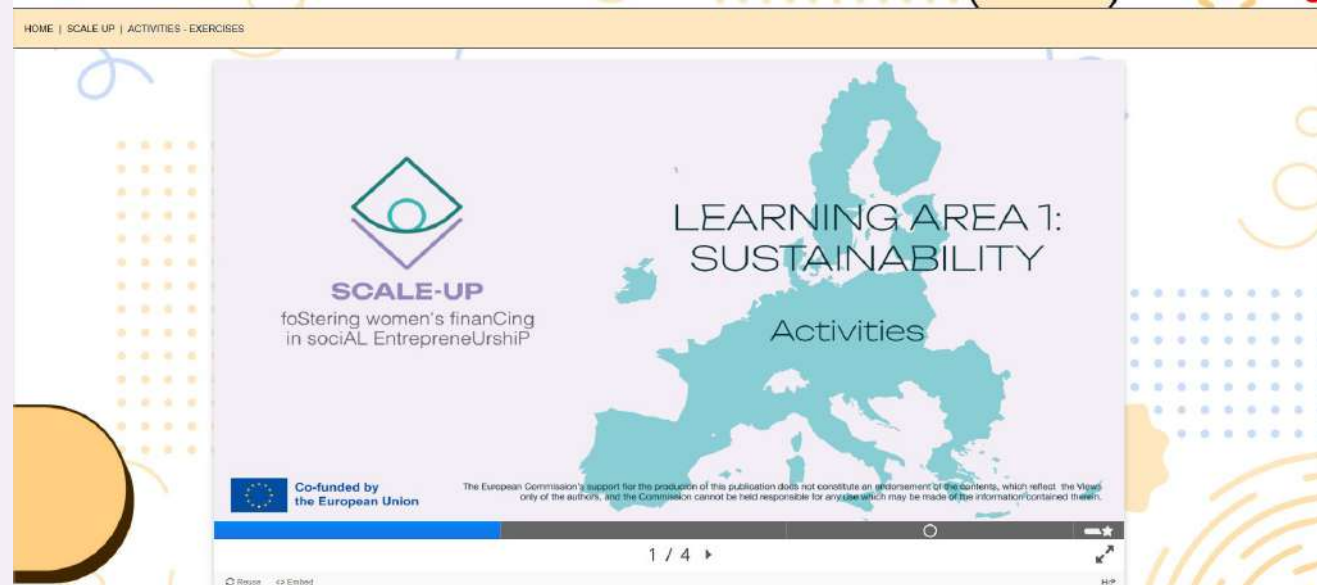 HOME | SCALE UP | ACTIVITIES - EXERCISES
SCALE-UP
foStering women's finanCing
in sociAL EntrepreneUrshiP
LEARNING AREA 1:
SUSTAINABILITY
Activities
Co-funded by
the European Union
The European Commission's support for the production of this publication does not constitute an endorsement of the contents, which reflect the Views
only of the authors, and the Commission cannot be held responsible for any use which may be made of the information contained therein.
1 / 4
Reuse <> Embed
H-P